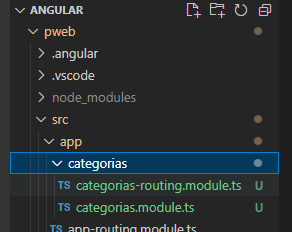 ANGULAR
pweb
.angular
.vscode
node_modules
src
app
categorias
TS categorias-routing.module.ts U
TS categorias.module.ts U
TS app-routing.module.ts